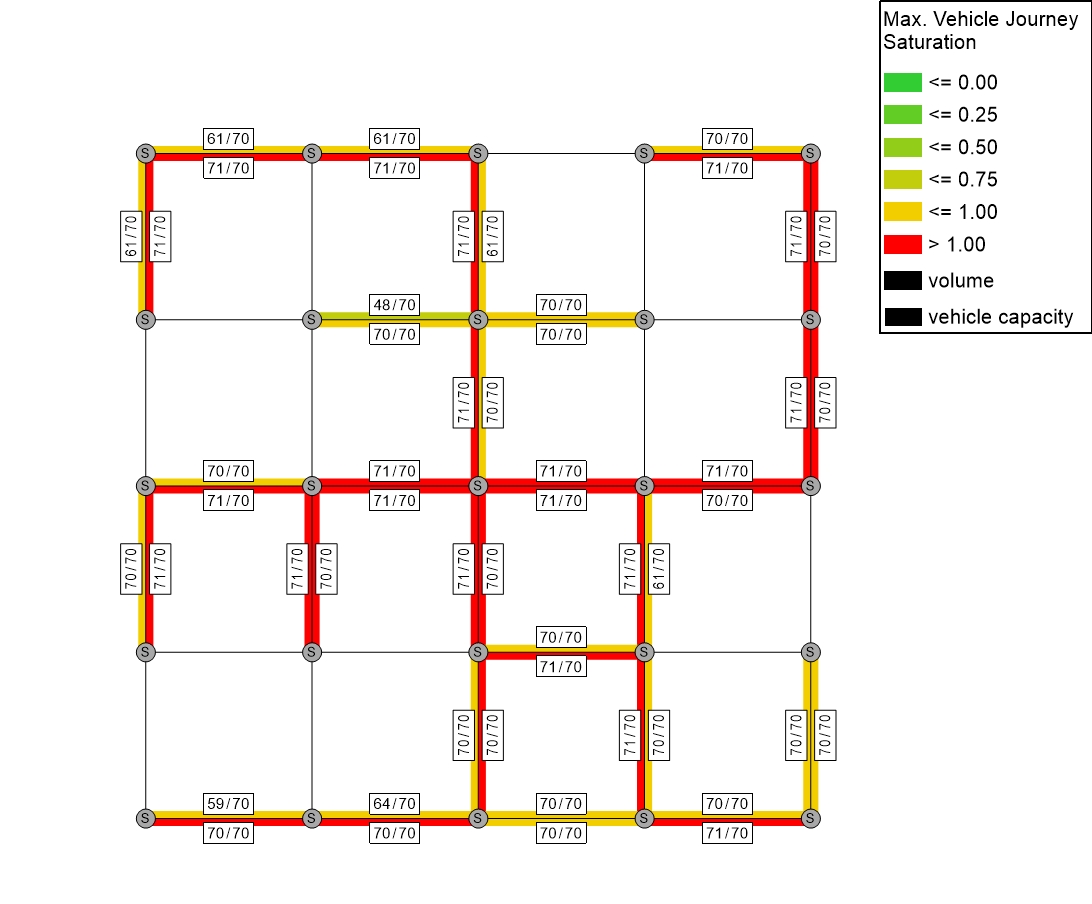 Max. Vehicle Journey
Saturation
<= 0.00
<= 0.25
<= 0.50
<= 0.75
<= 1.00
> 1.00
volume
vehicle capacity
61/70 61/70 70/70
S S S S S
71/70 71/70 71/70
61/70 71/70 71/70 61/70 71/70 70/70
48/70 70/70
S S S S S
70/70 70/70
71/70 70/70 71/70 70/70
70/70 71/70 71/70 71/70
S S S S S
71/70 71/70 71/70 70/70
70/70 71/70 71/70 70/70 71/70 70/70 71/70 61/70
70/70
S S S S S
71/70
70/70 70/70 71/70 70/70 70/70 70/70
59/70 64/70 70/70 70/70
S S S S S
70/70 70/70 70/70 71/70